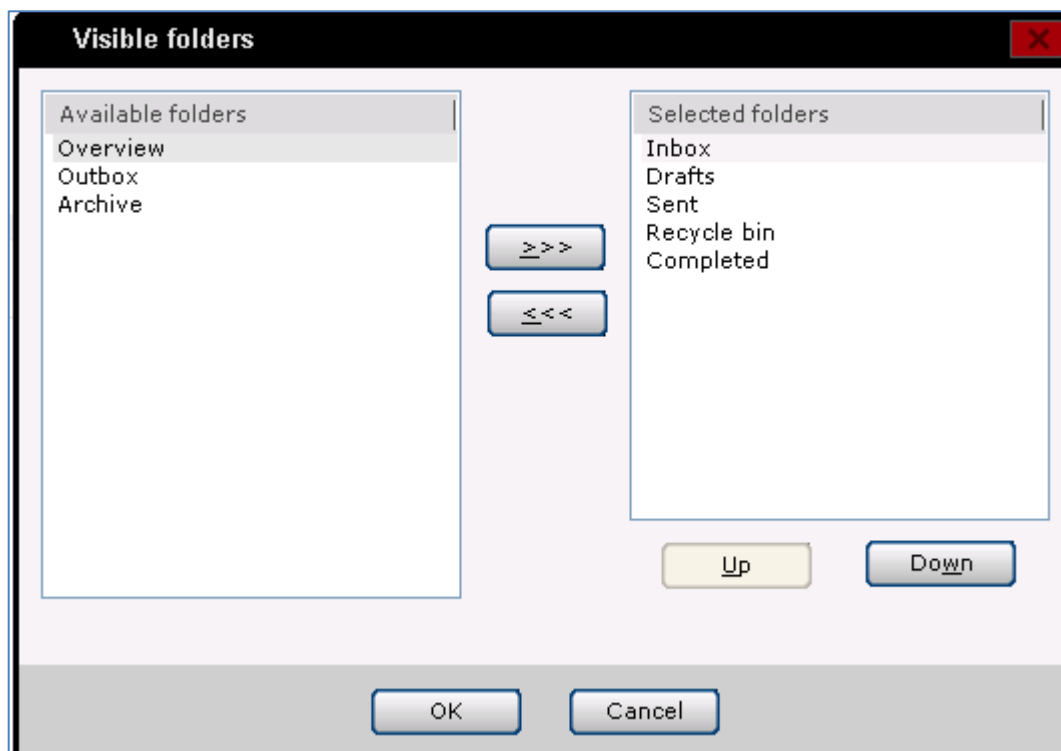 Visible folders
Available folders
Overview
Outbox
Archive
>>>
<<<
Selected folders
Inbox
Drafts
Sent
Recycle bin
Completed
Up
Down
OK
Cancel